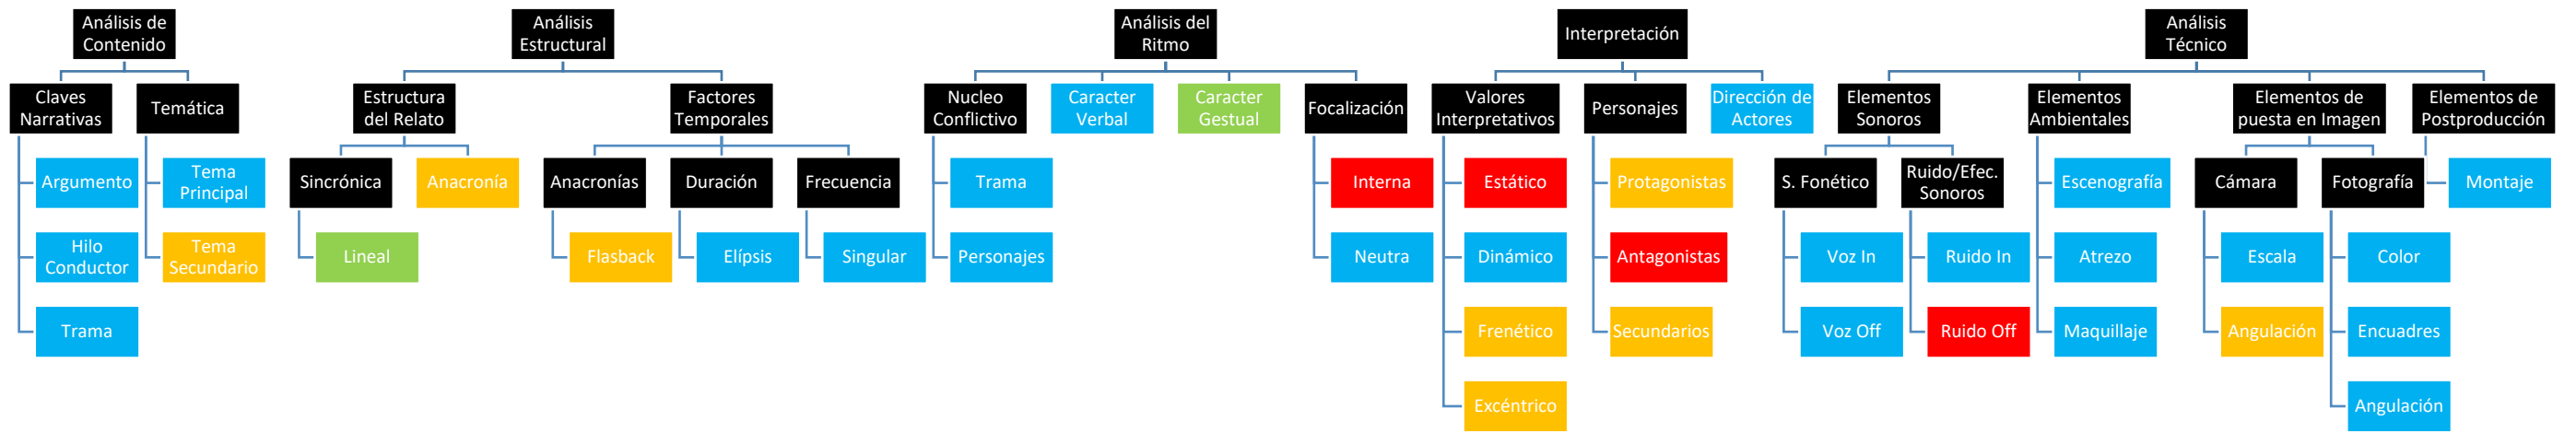 Análisis de
Contenido
Claves
Narrativas
Argumento
Hilo
Conductor
Trama
Temática
Tema
Principal
Tema
Secundario
Análisis
Estructural
Estructura
del Relato
Sincrónica
Lineal
Anacronía
Factores
Temporales
Anacronías
Flasback
Duración
Elípsis
Frecuencia
Singular
Análisis del
Ritmo
Nucleo
Conflictivo
Trama
Personajes
Caracter
Verbal
Caracter
Gestual
Focalización
Interna
Neutra
Interpretación
Valores
Interpretativos
Estático
Dinámico
Frenético
Excéntrico
Personajes
Protagonistas
Antagonistas
Secundarios
Dirección de
Actores
Análisis
Técnico
Elementos
Sonoros
S. Fonético
Voz In
Voz Off
Ruido/Efec.
Sonoros
Ruido In
Ruido Off
Elementos
Ambientales
Escenografía
Atrezo
Maquillaje
Elementos de
puesta en Imagen
Cámara
Escala
Angulación
Fotografía
Color
Encuadres
Angulación
Elementos de
Postproducción
Montaje